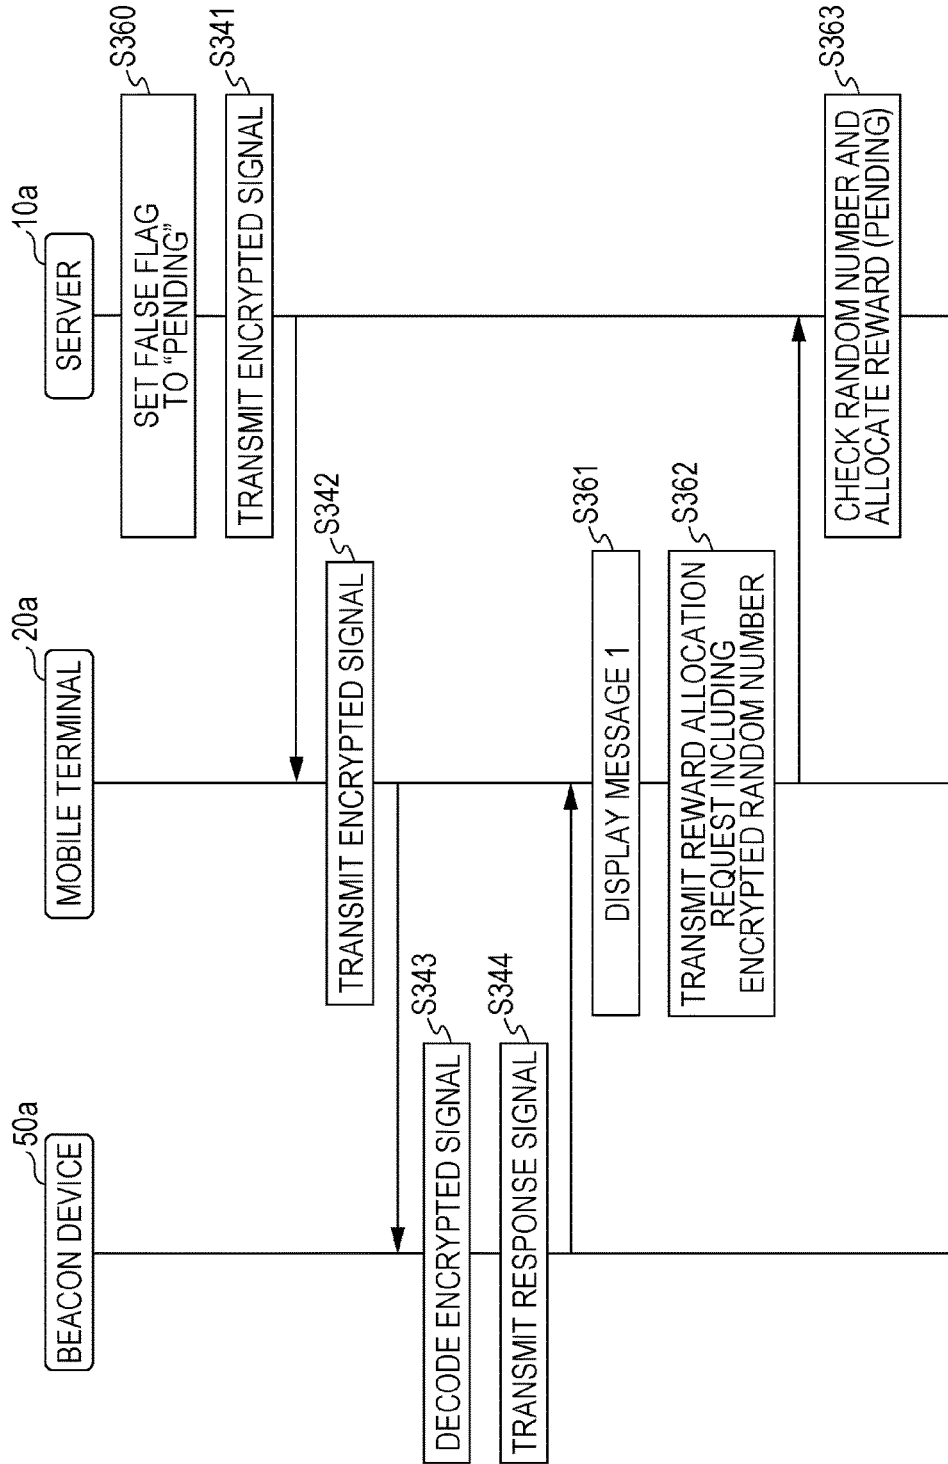 BEACON DEVICE
50a
MOBILE TERMINAL
20a
SERVER
10a
SET FALSE FLAG
TO “PENDING”
S360
TRANSMIT ENCRYPTED SIGNAL
S341
TRANSMIT ENCRYPTED SIGNAL
S342
DECODE ENCRYPTED SIGNAL
S343
TRANSMIT RESPONSE SIGNAL
S344
DISPLAY MESSAGE 1
S361
TRANSMIT REWARD ALLOCATION
REQUEST INCLUDING
ENCRYPTED RANDOM NUMBER
S362
CHECK RANDOM NUMBER AND
ALLOCATE REWARD (PENDING)
S363